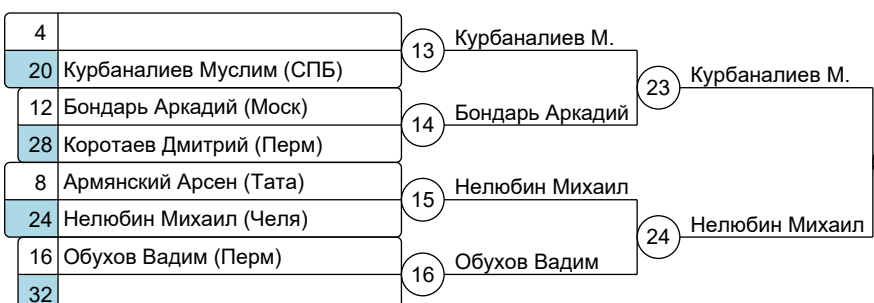 4
13 Курбаналиев М.
20 Курбаналиев Муслим (СПБ)
23 Курбаналиев М.
12 Бондарь Аркадий (Моск)
14 Бондарь Аркадий
28 Коротаев Дмитрий (Перм)
8 Армянский Арсен (Тата)
15 Нелюбин Михаил
24 Нелюбин Михаил (Челя)
24 Нелюбин Михаил
16 Обухов Вадим (Перм)
16 Обухов Вадим
32